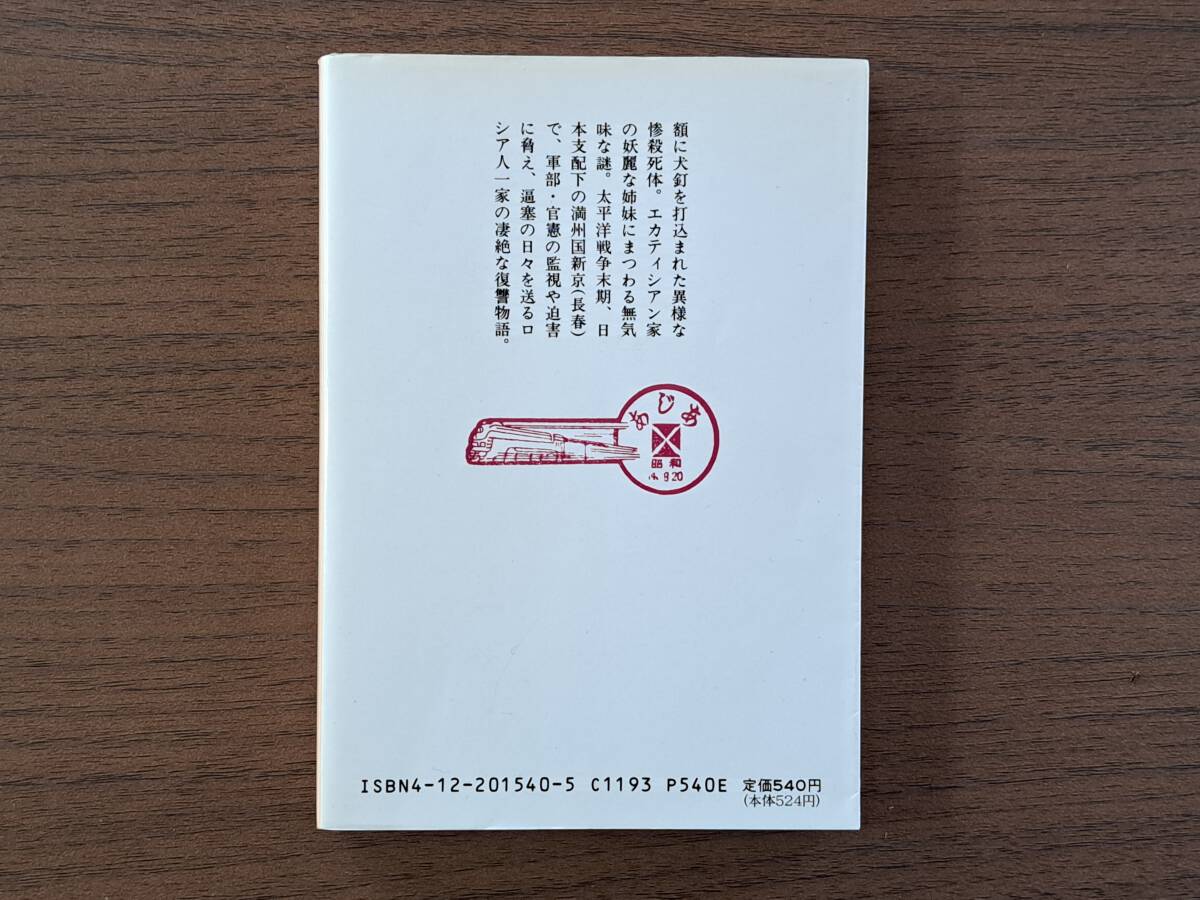 額に犬釘を打込まれた異様な
惨殺死体。エカティシアン家
の妖麗な姉妹にまつわる無気
味な謎。太平洋戦争末期、日
本支配下の満州国新京(長春)
で、軍部・官憲の監視や迫害
に脅え、逼塞の日々を送るロ
シア人一家の凄絶な復讐物語。
あじあ
昭和
14 9 20
ISBN4-12-201540-5 C1193 P540E 定価540円
(本体524円)